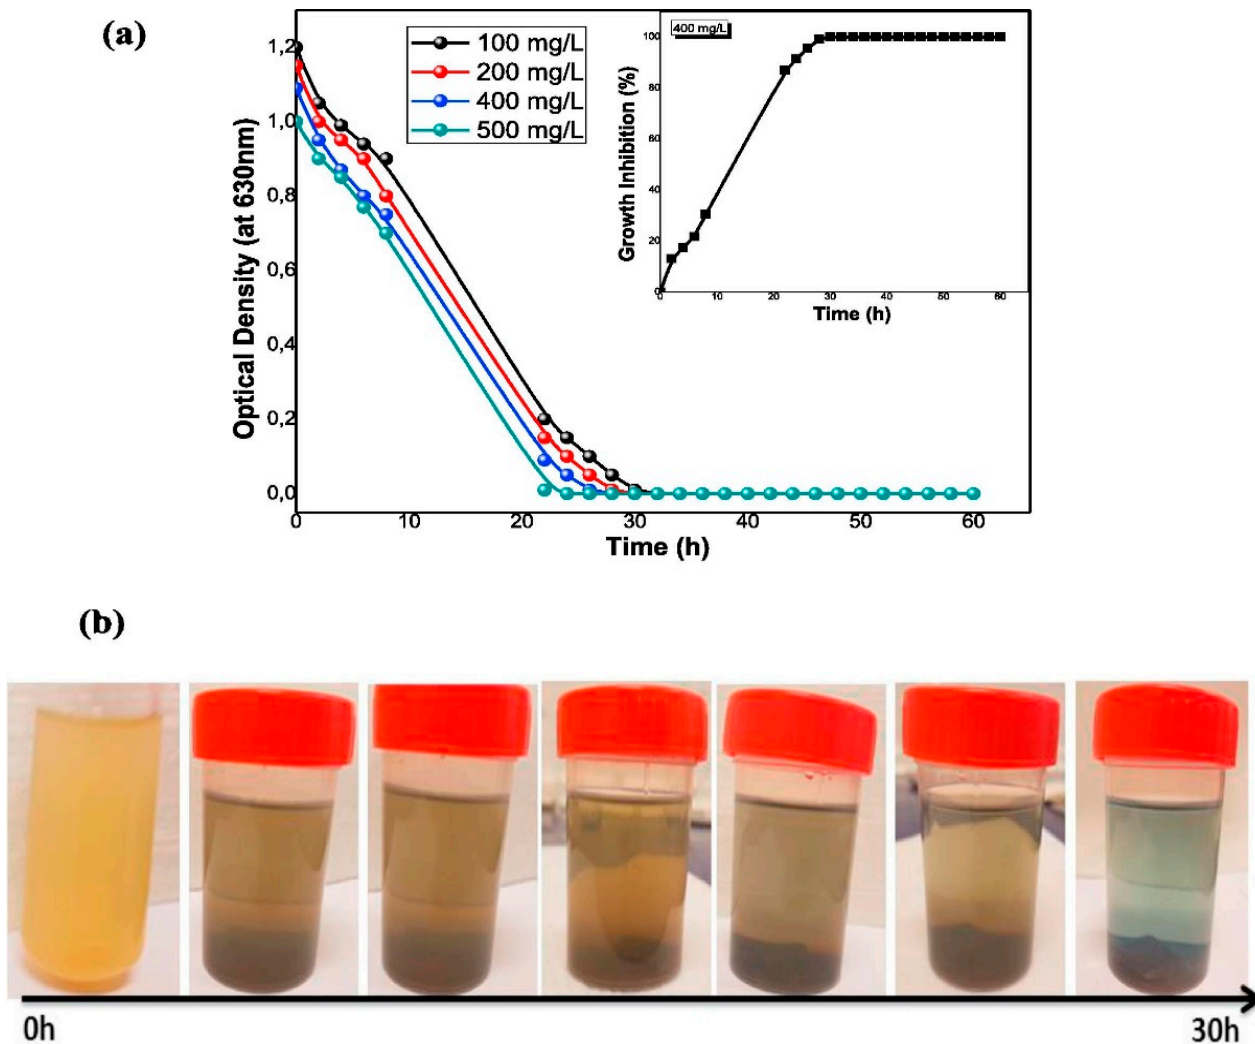 (a)
1,2
1,0
0,8
0,6
0,4
0,2
0,0
Optical Density (at 630nm)
0 10 20 30 40 50 60
Time (h)
100 mg/L
200 mg/L
400 mg/L
500 mg/L
400 mg/L
100
80
60
40
20
0
Growth Inhibition (%)
0 10 20 30 40 50 60
Time (h)
(b)
0h 30h